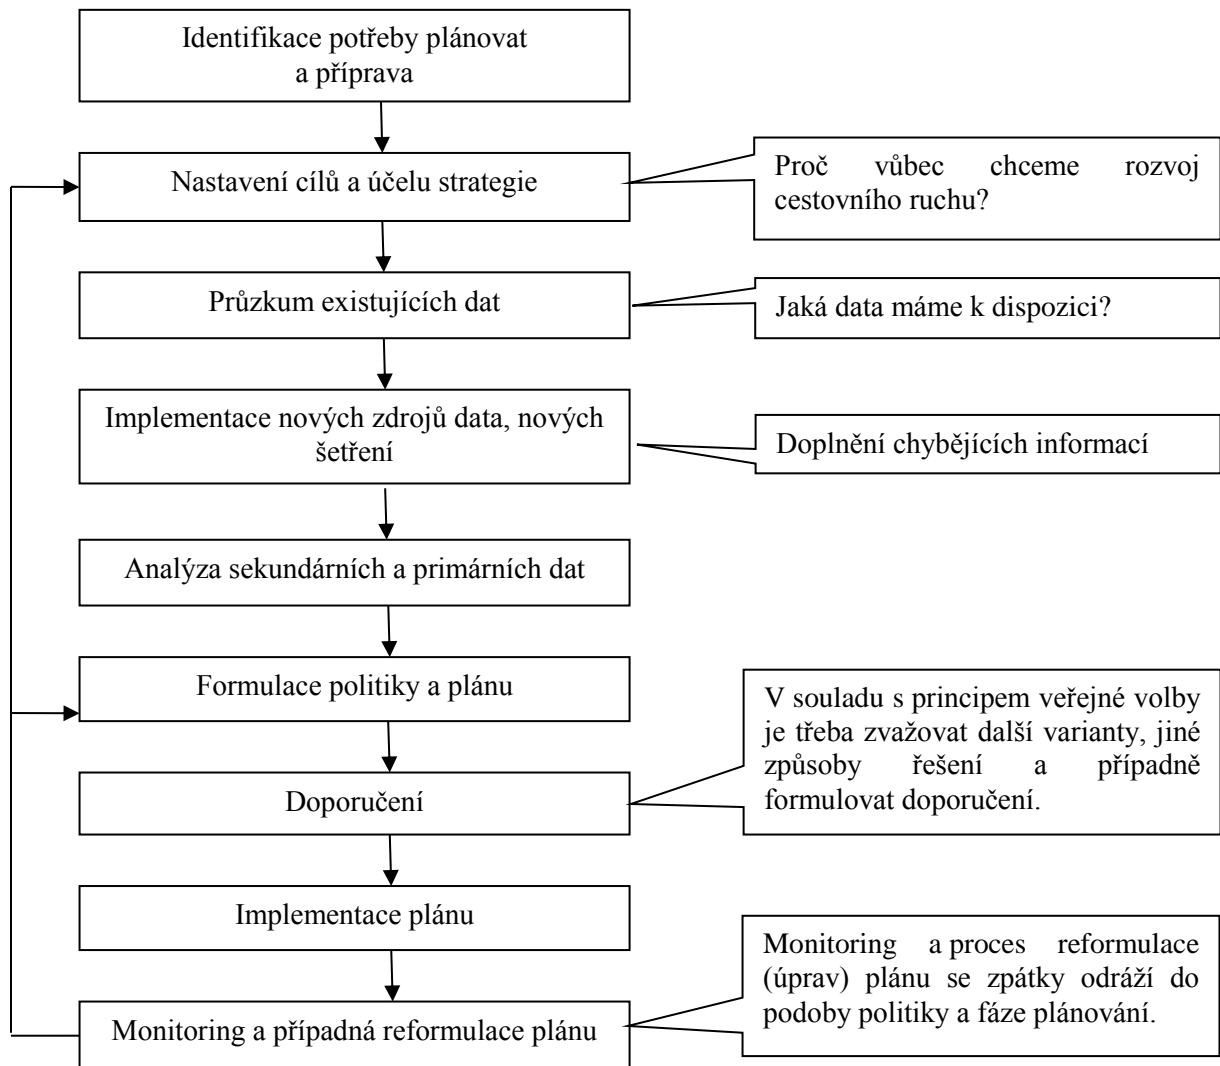 Identifikace potřeby plánovat
a příprava
Nastavení cílů a účelu strategie
Proč vůbec chceme rozvoj
cestovního ruchu?
Průzkum existujících dat
Jaká data máme k dispozici?
Implementace nových zdrojů data, nových
šetření
Doplnění chybějících informací
Analýza sekundárních a primárních dat
Formulace politiky a plánu
V souladu s principem veřejné volby
je třeba zvažovat další varianty, jiné
způsoby řešení a případně
formulovat doporučení.
Doporučení
Implementace plánu
Monitoring a proces reformulace
(úprav) plánu se zpátky odráží do
podoby politiky a fáze plánování.
Monitoring a případná reformulace plánu